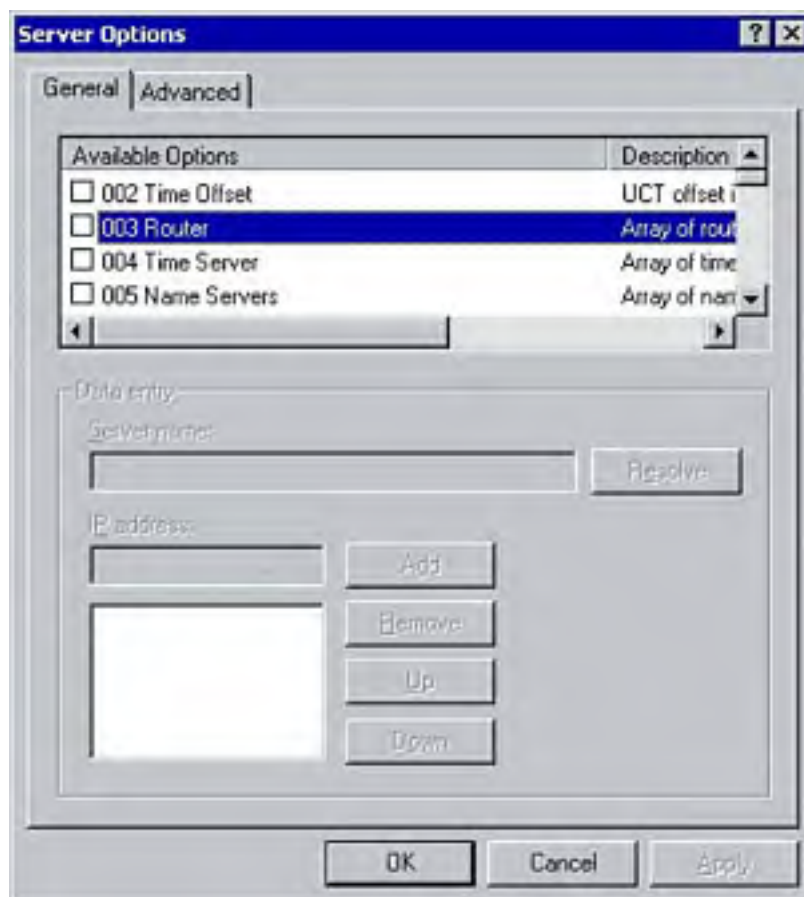 Server Options
General
Advanced
Available Options
Description
002 Time Offset
UCT offset i
003 Router
Array of rout
004 Time Server
Array of time
005 Name Servers
Array of nam
Data entry
Server name:
Resolve
IP address:
Add
Remove
Up
Down
OK
Cancel
Apply